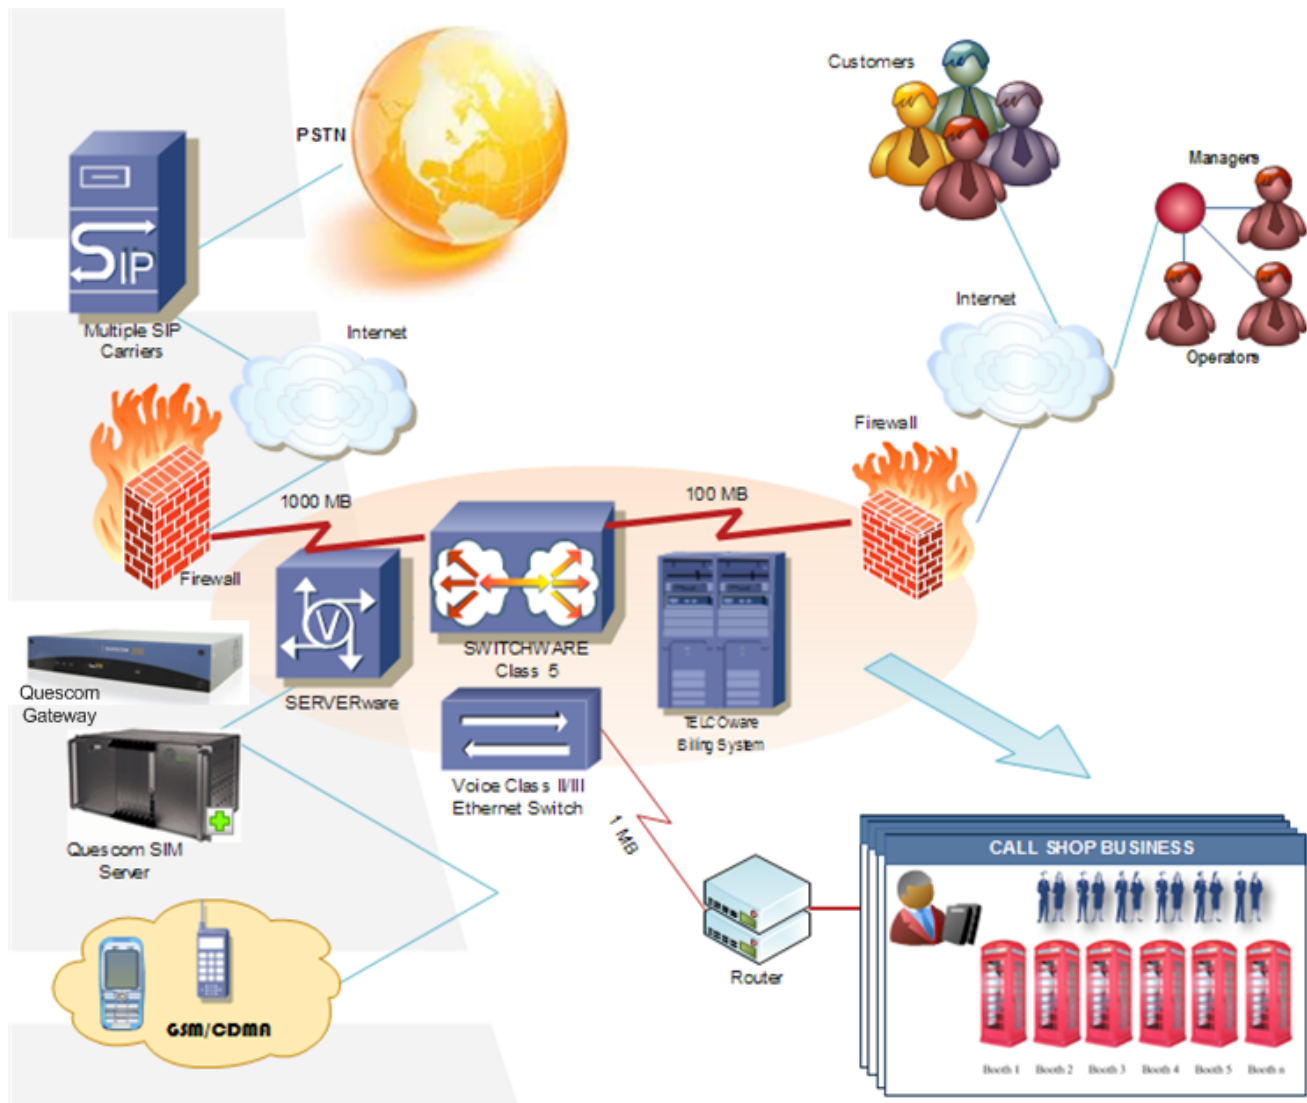 Customers
PSTN
Managers
SIP
Internet
Multiple SIP
Carriers
Internet
Operators
Firewall
1000 MB
100 MB
Firewall
V
SWITCHWARE
Class 5
Quescom
Gateway
SERVERware
TELCOware
Billing System
Voice Class II/III
Ethernet Switch
1 MB
Quescom SIM
Server
CALL SHOP BUSINESS
Router
GSM/CDMA
Booth 1
Booth 2
Booth 3
Booth 4
Booth 5
Booth n